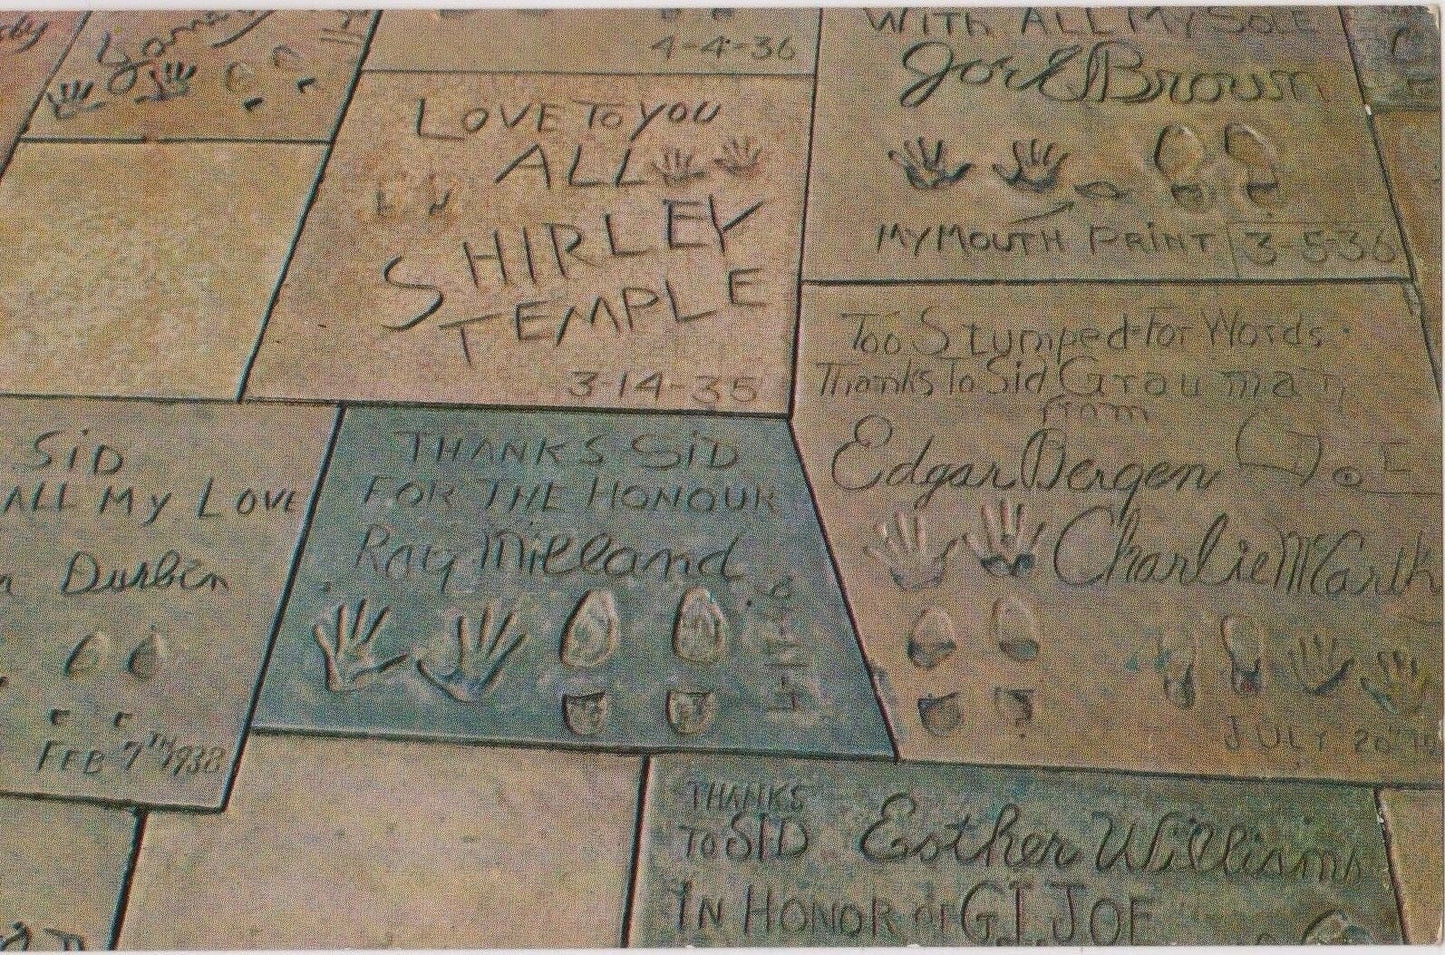 4-4-36
LOVE TO YOU
ALL
SHIRLEY
TEMPLE
3-14-35
WITH ALL MY SOLE
Joe E Brown
MY MOUTH PRINT 3-5-36
Too Stumped For Words.
Thanks To Sid Grauman
from
Edgar Bergen
Charlie McCarth
JULY 20
SiD
ALL MY LOVE
Durbin
FEB 7TH 1938
THANKS SiD
FOR THE HONOUR
Ray Milland
THANKS
TO SID Esther Williams
IN HONOR OF G.I. JOE